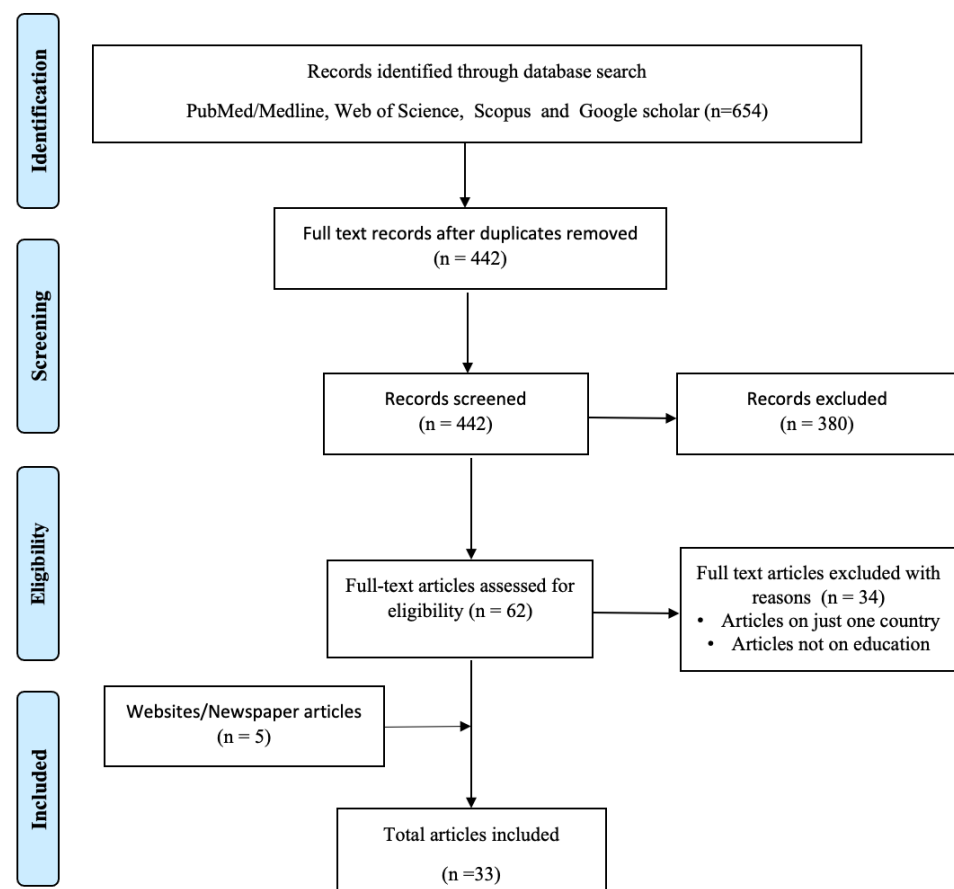 Identification
Records identified through database search
PubMed/Medline, Web of Science, Scopus and Google scholar (n=654)
Full text records after duplicates removed
(n = 442)
Screening
Records screened
(n = 442)
Records excluded
(n = 380)
Eligibility
Full-text articles assessed for
eligibility (n = 62)
Full text articles excluded with
reasons (n = 34)
• Articles on just one country
• Articles not on education
Included
Websites/Newspaper articles
(n = 5)
Total articles included
(n =33)